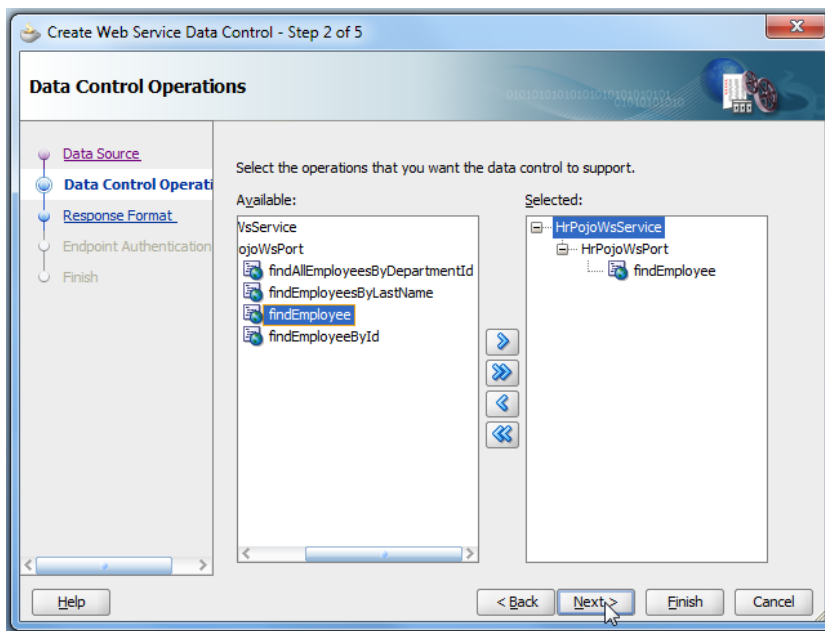 Create Web Service Data Control - Step 2 of 5
Data Control Operations
Data Source
Data Control Operati
Response Format
Endpoint Authentication
Finish
Select the operations that you want the data control to support.
Available:
VsService
ojoWsPort
findAllEmployeesByDepartmentId
findEmployeesByLastName
findEmployee
findEmployeeById
Selected:
HrPojoWsService
HrPojoWsPort
findEmployee
Help
< Back
Next >
Finish
Cancel